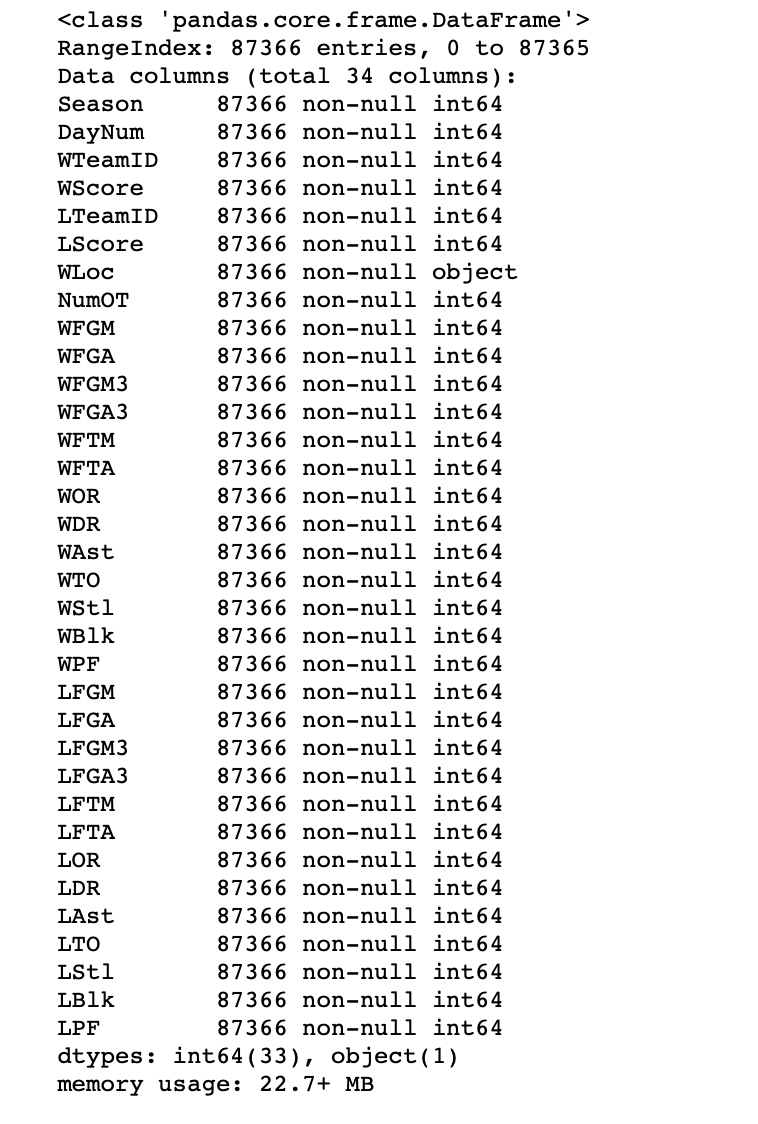 <class 'pandas.core.frame.DataFrame'>
RangeIndex: 87366 entries, 0 to 87365
Data columns (total 34 columns):
Season     87366 non-null int64
DayNum     87366 non-null int64
WTeamID    87366 non-null int64
WScore     87366 non-null int64
LTeamID    87366 non-null int64
LScore     87366 non-null int64
WLoc       87366 non-null object
NumOT      87366 non-null int64
WFGM       87366 non-null int64
WFGA       87366 non-null int64
WFGM3      87366 non-null int64
WFGA3      87366 non-null int64
WFTM       87366 non-null int64
WFTA       87366 non-null int64
WOR        87366 non-null int64
WDR        87366 non-null int64
WAst       87366 non-null int64
WTO        87366 non-null int64
WStl       87366 non-null int64
WBlk       87366 non-null int64
WPF        87366 non-null int64
LFGM       87366 non-null int64
LFGA       87366 non-null int64
LFGM3      87366 non-null int64
LFGA3      87366 non-null int64
LFTM       87366 non-null int64
LFTA       87366 non-null int64
LOR        87366 non-null int64
LDR        87366 non-null int64
LAst       87366 non-null int64
LTO        87366 non-null int64
LStl       87366 non-null int64
LBlk       87366 non-null int64
LPF        87366 non-null int64
dtypes: int64(33), object(1)
memory usage: 22.7+ MB